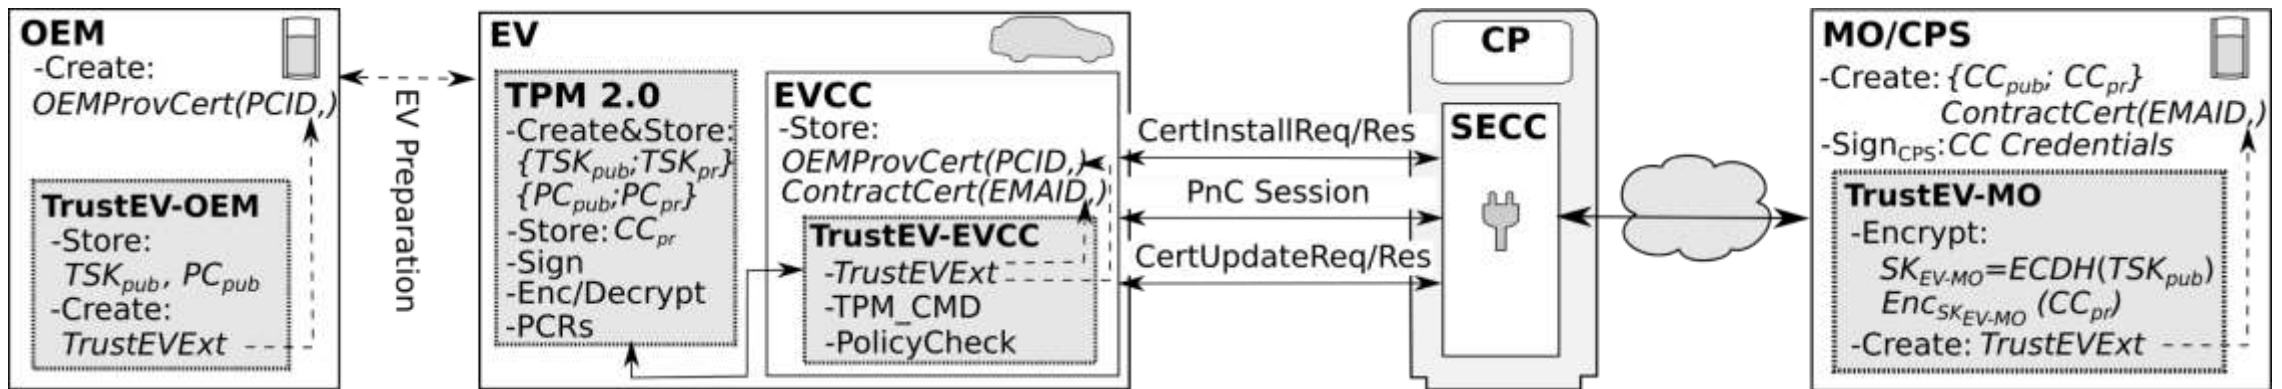 OEM
-Create:
OEMProvCert(PCID,)
TrustEV-OEM
-Store:
TSKpub, PCpub
-Create:
TrustEVExt
EV Preparation
EV
TPM 2.0
-Create&Store:
{TSKpub;TSKpr}
{PCpub;PCpr}
-Store: CCpr
-Sign
-Enc/Decrypt
-PCRs
EVCC
-Store:
OEMProvCert(PCID,)
ContractCert(EMAID,)
TrustEV-EVCC
-TrustEVExt
-TPM_CMD
-PolicyCheck
CertInstallReq/Res
PnC Session
CertUpdateReq/Res
CP
SECC
MO/CPS
-Create: {CCpub; CCpr}
ContractCert(EMAID,)
-SignCPS:CC Credentials
TrustEV-MO
-Encrypt:
SKEV-MO=ECDH(TSKpub)
EncSKEV-MO (CCpr)
-Create: TrustEVExt